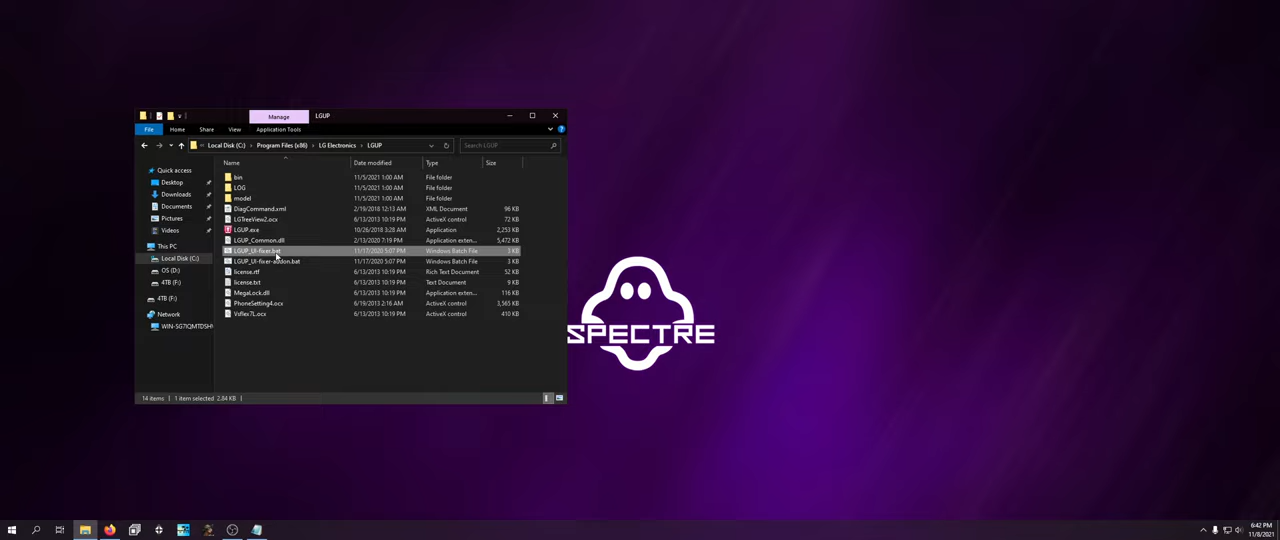 Manage LGUP
File Home Share View Application Tools
Local Disk (C:) > Program Files (x86) > LG Electronics > LGUP Search LGUP
Name Date modified Type Size
Quick access
Desktop
Downloads
Documents
Pictures
Videos
This PC
Local Disk (C:)
OS (D:)
4TB (F:)
4TB (F:)
Network
bin 11/5/2021 1:00 AM File folder
LOG 11/5/2021 1:00 AM File folder
model 11/5/2021 1:00 AM File folder
DiagCommand.xml 2/19/2018 12:13 AM XML Document 96 KB
LGTreeView2.ocx 6/13/2013 10:19 PM ActiveX control 72 KB
LGUP.exe 10/26/2018 3:28 AM Application 2,253 KB
LGUP_Common.dll 2/13/2020 7:19 PM Application exten... 5,472 KB
LGUP_UI-fixer.bat 11/17/2020 5:07 PM Windows Batch File 3 KB
LGUP_UI-fixer-addon.bat 11/17/2020 5:07 PM Windows Batch File 2 KB
license.rtf 6/13/2013 10:19 PM Rich Text Document 52 KB
license.txt 6/13/2013 10:19 PM Text Document 9 KB
MegaLock.dll 6/13/2013 10:19 PM Application exten... 116 KB
PhoneSetting4.ocx 6/19/2013 2:16 AM ActiveX control 3,565 KB
Vsflex7L.ocx 6/13/2013 10:19 PM ActiveX control 410 KB
14 items 1 item selected 2.84 KB
SPECTRE
6:42 PM
11/8/2021